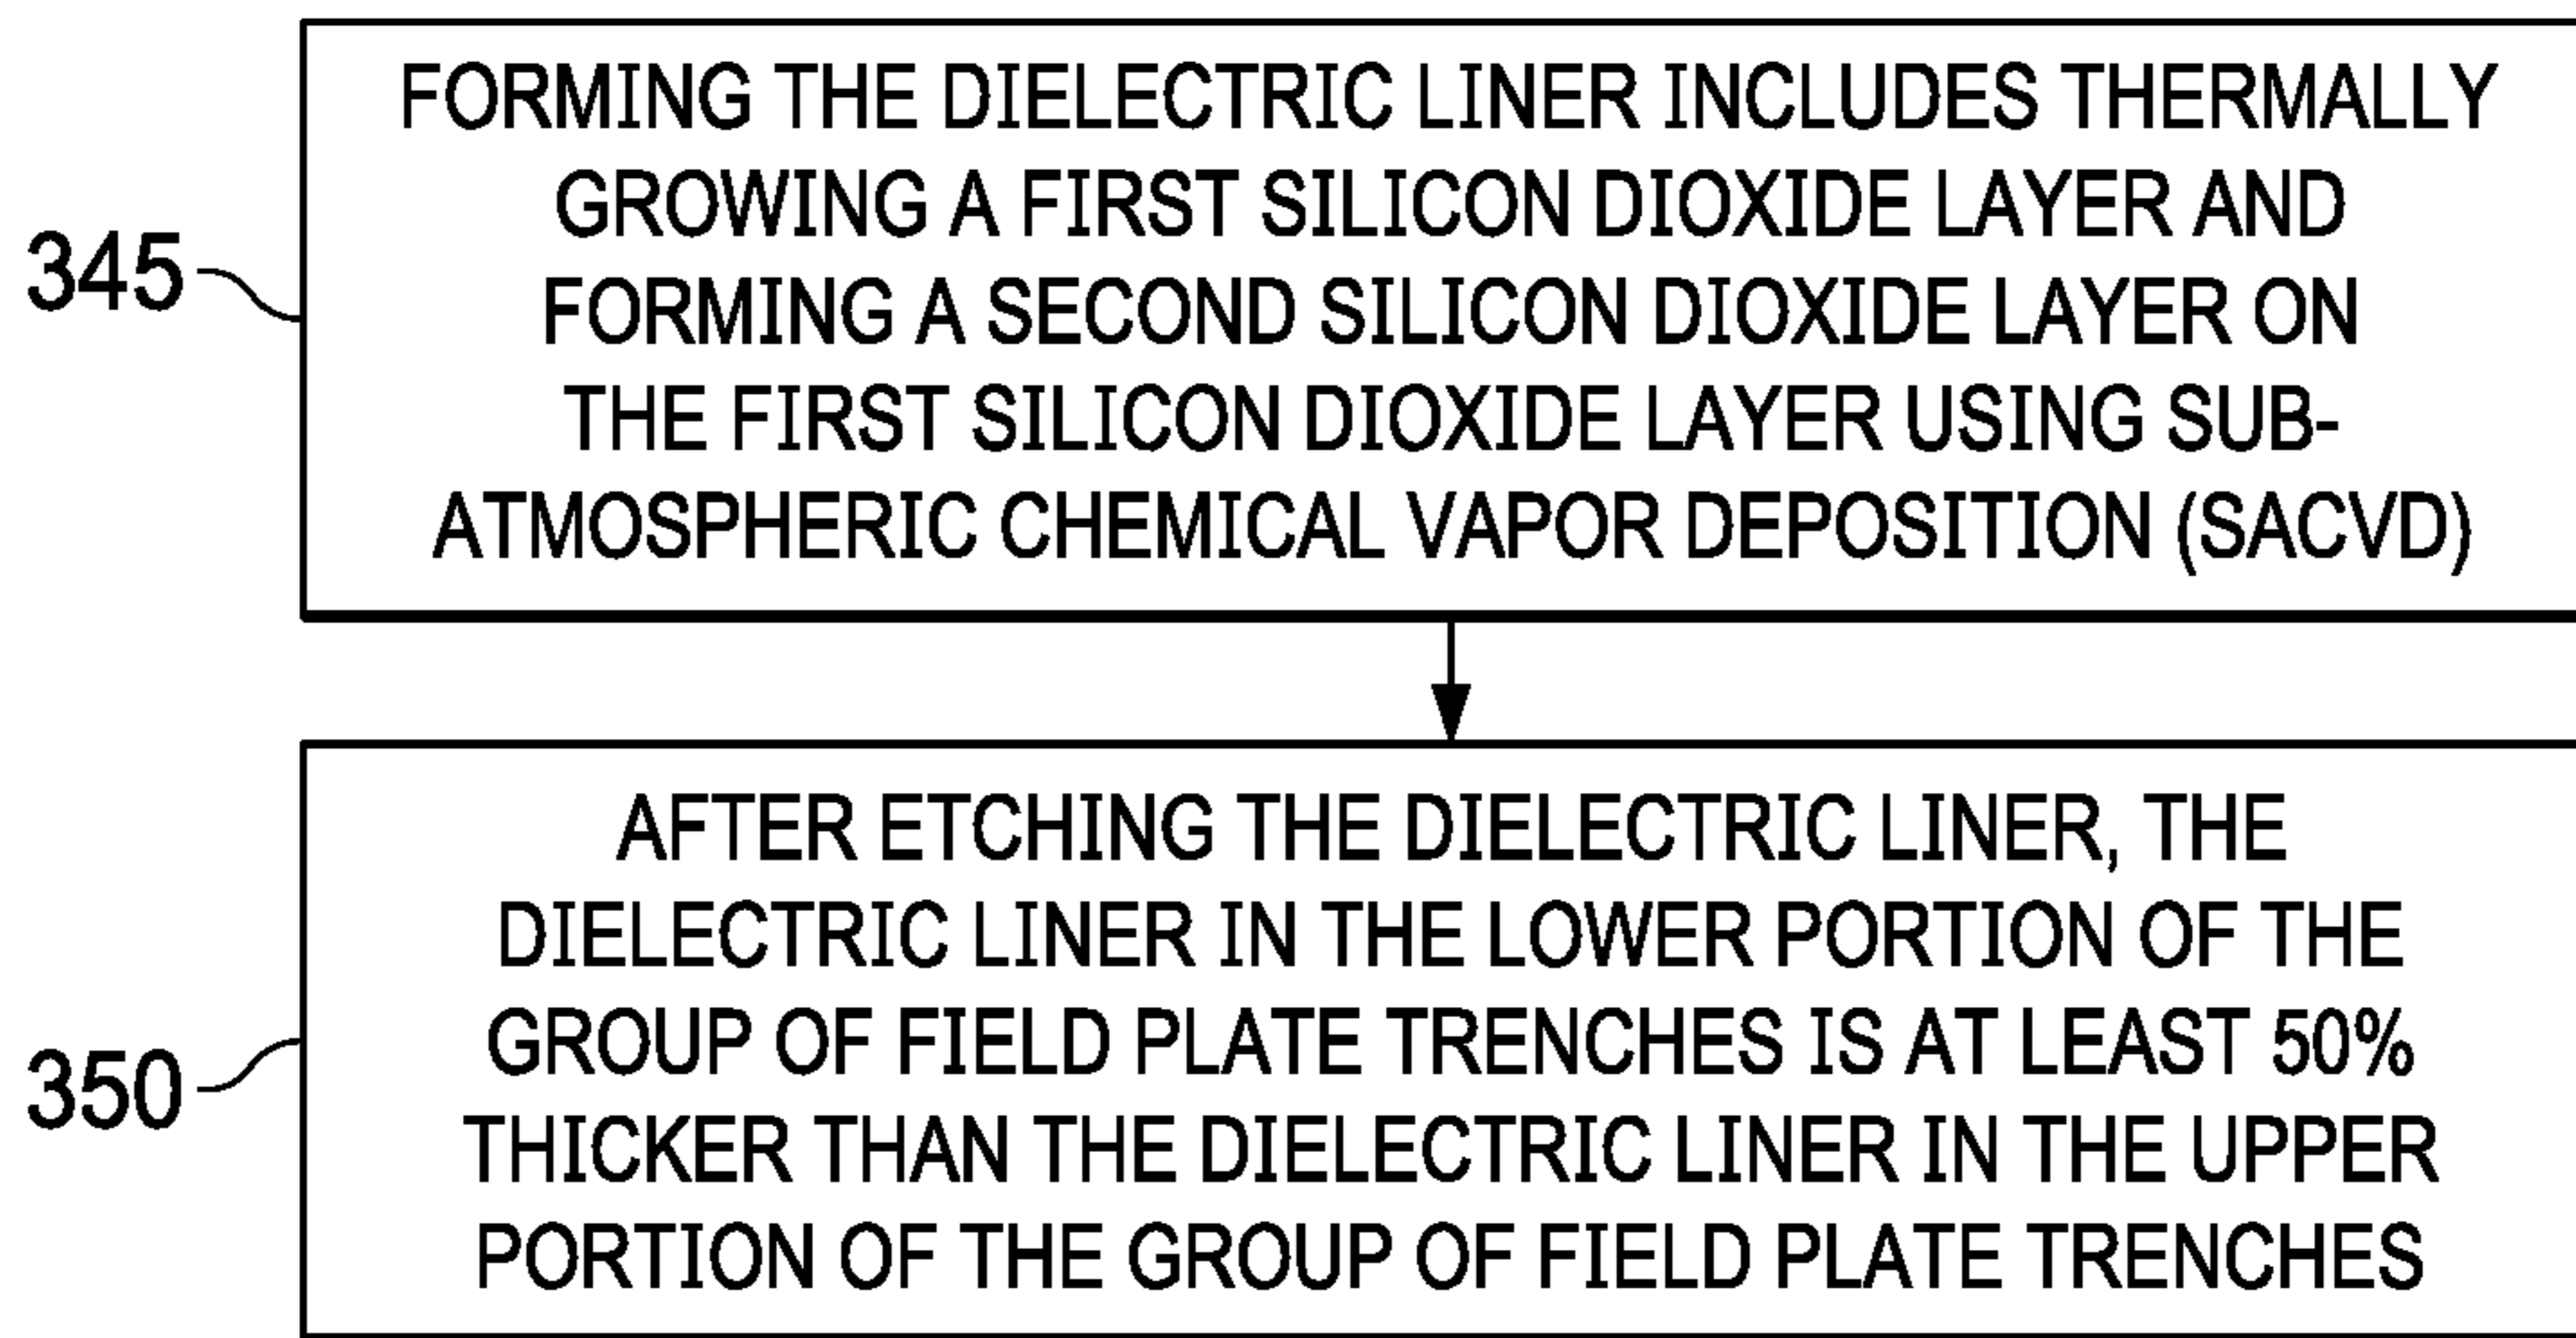 345
FORMING THE DIELECTRIC LINER INCLUDES THERMALLY
GROWING A FIRST SILICON DIOXIDE LAYER AND
FORMING A SECOND SILICON DIOXIDE LAYER ON
THE FIRST SILICON DIOXIDE LAYER USING SUB-
ATMOSPHERIC CHEMICAL VAPOR DEPOSITION (SACVD)
350
AFTER ETCHING THE DIELECTRIC LINER, THE
DIELECTRIC LINER IN THE LOWER PORTION OF THE
GROUP OF FIELD PLATE TRENCHES IS AT LEAST 50%
THICKER THAN THE DIELECTRIC LINER IN THE UPPER
PORTION OF THE GROUP OF FIELD PLATE TRENCHES